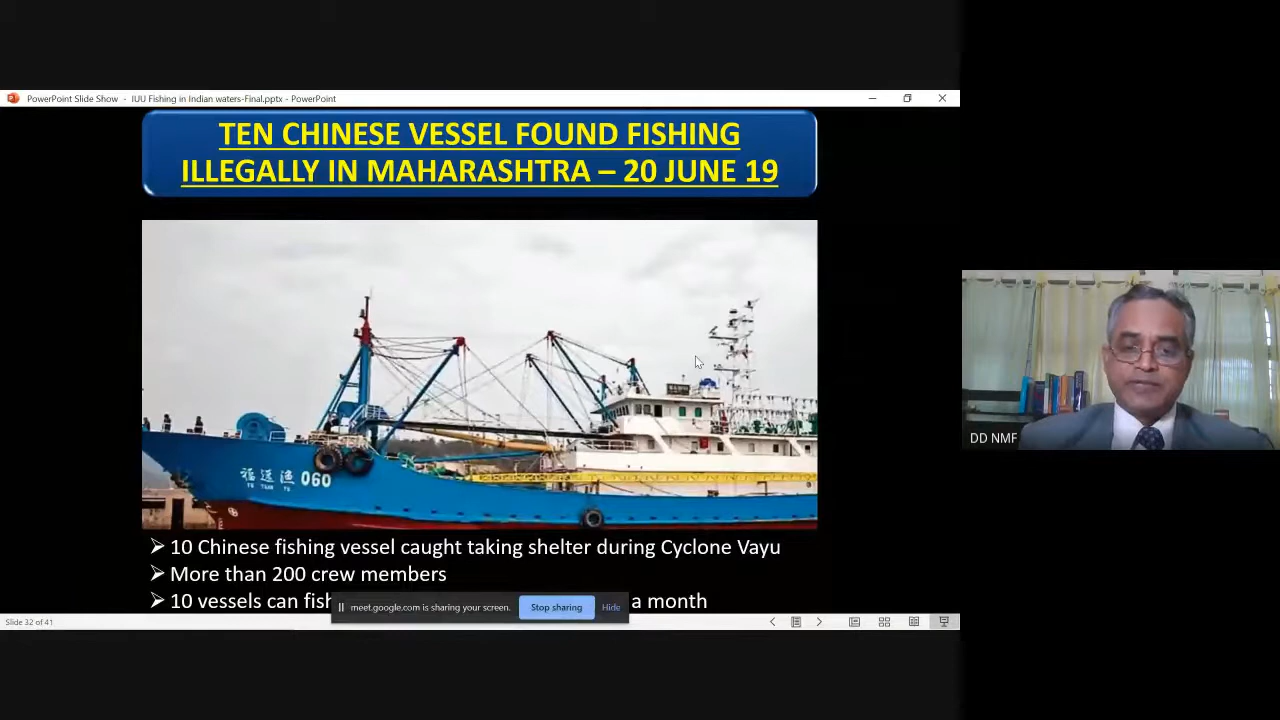 PowerPoint Slide Show - IUU Fishing in Indian waters-Final.pptx - PowerPoint
TEN CHINESE VESSEL FOUND FISHING
ILLEGALLY IN MAHARASHTRA – 20 JUNE 19
060
10 Chinese fishing vessel caught taking shelter during Cyclone Vayu
More than 200 crew members
10 vessels can fish a month
meet.google.com is sharing your screen. Stop sharing Hide
Slide 32 of 41
DD NMF